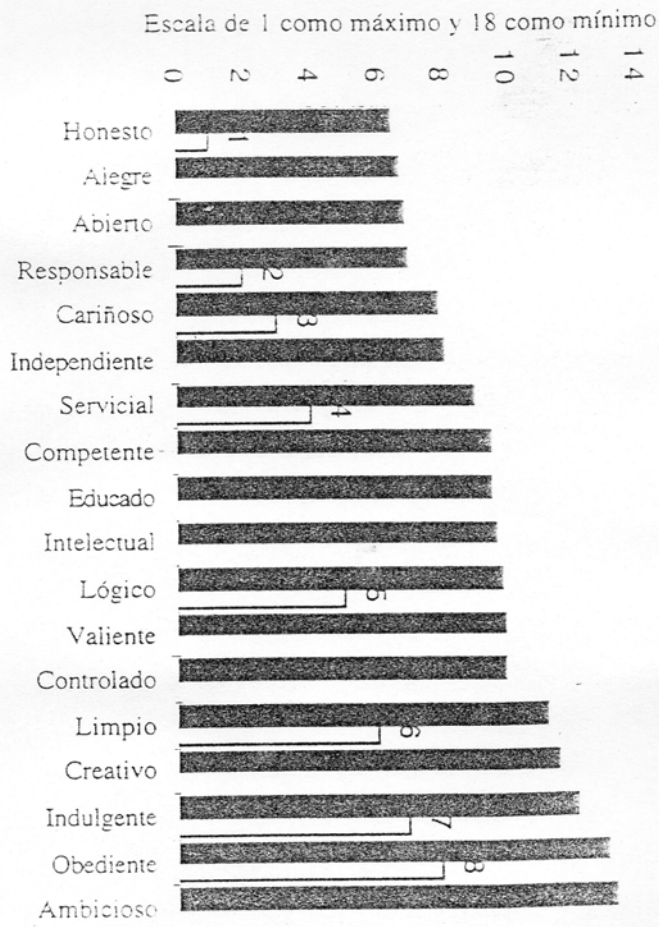 Escala de 1 como máximo y 18 como mínimo
0 2 4 6 8 10 12 14
Honesto
1
Alegre
Abierto
Responsable
2
Cariñoso
3
Independiente
Servicial
4
Competente
Educado
Intelectual
Lógico
5
Valiente
Controlado
Limpio
6
Creativo
Indulgente
7
Obediente
8
Ambicioso